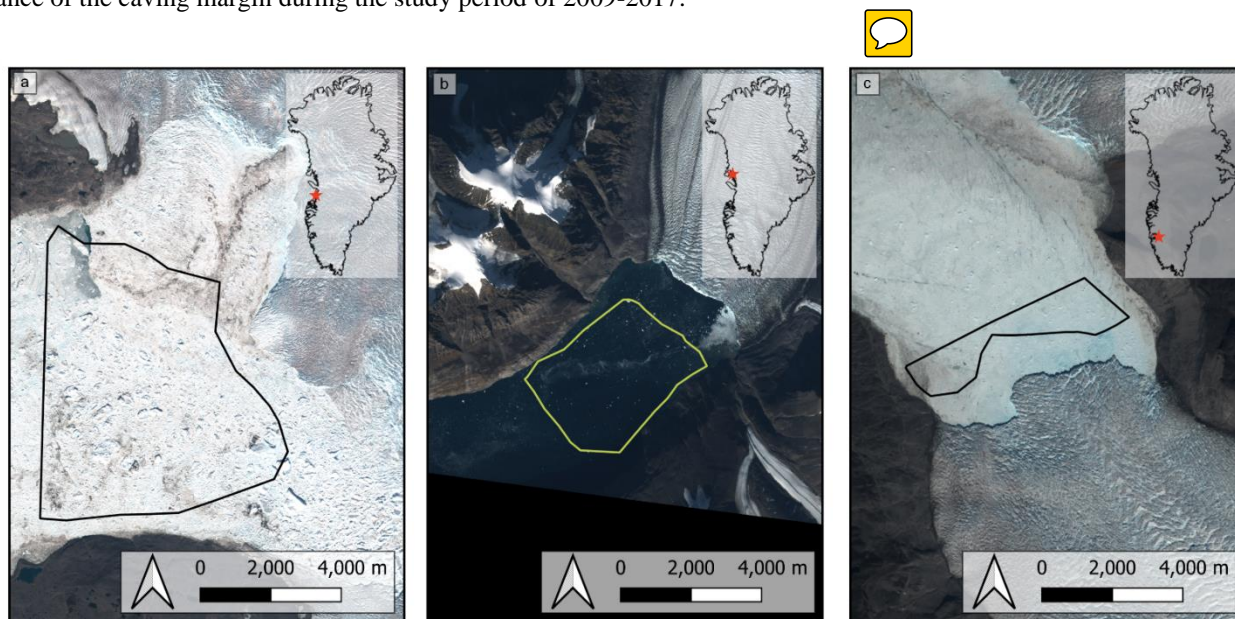 ance of the caving margin during the study period of 2009-2017.
a
b
c
0 2,000 4,000 m
0 2,000 4,000 m
0 2,000 4,000 m